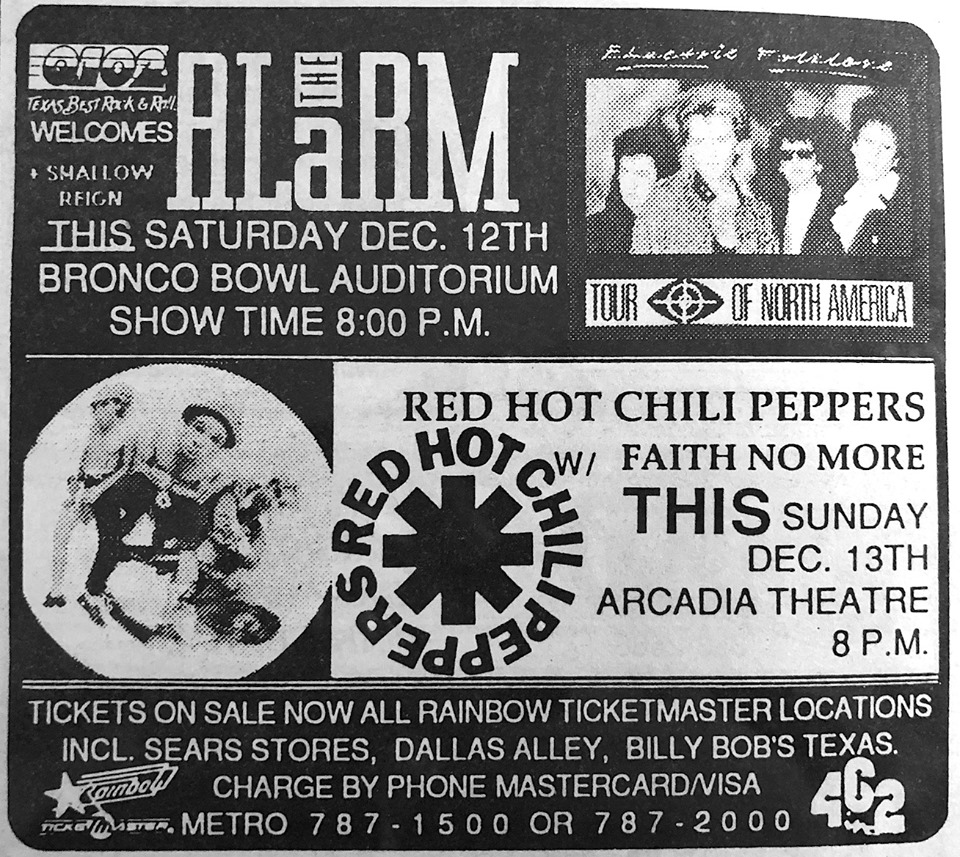 Q102
TEXAS BEST ROCK & ROLL
WELCOMES
+ SHALLOW
REIGN
THE ALaRM
THIS SATURDAY DEC. 12TH
BRONCO BOWL AUDITORIUM
SHOW TIME 8:00 P.M.
Electric Folklore
TOUR OF NORTH AMERICA
RED HOT CHILI PEPPERS
W/ FAITH NO MORE
THIS SUNDAY
DEC. 13TH
ARCADIA THEATRE
8 P.M.
RED HOT CHILI PEPPERS
TICKETS ON SALE NOW ALL RAINBOW TICKETMASTER LOCATIONS
INCL. SEARS STORES, DALLAS ALLEY, BILLY BOB'S TEXAS.
CHARGE BY PHONE MASTERCARD/VISA
METRO 787-1500 OR 787-2000
Rainbow
TICKETMASTER
462